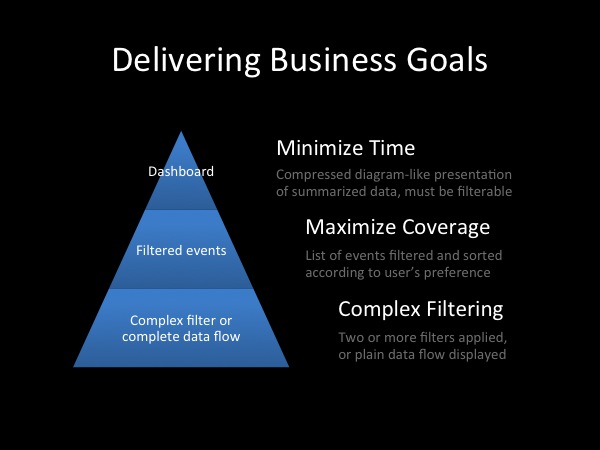 Delivering Business Goals
Dashboard
Minimize Time
Compressed diagram-like presentation
of summarized data, must be filterable
Filtered events
Maximize Coverage
List of events filtered and sorted
according to user's preference
Complex filter or
complete data flow
Complex Filtering
Two or more filters applied,
or plain data flow displayed